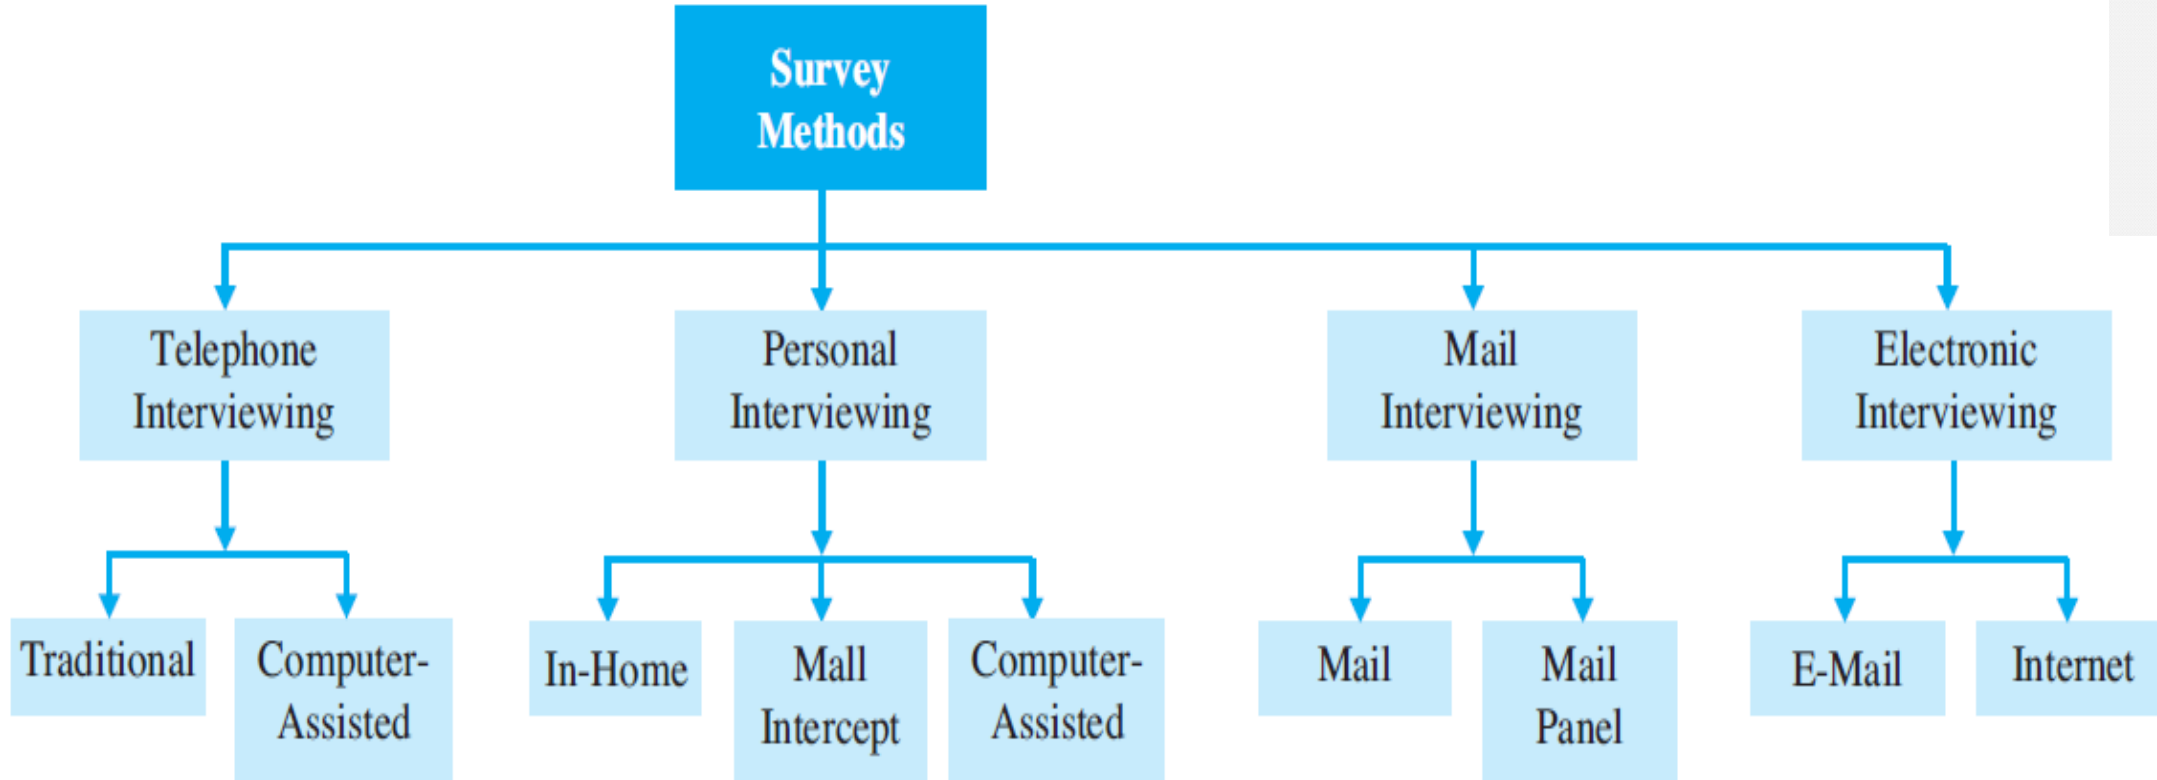 Survey
Methods
Telephone
Interviewing
Personal
Interviewing
Mail
Interviewing
Electronic
Interviewing
Traditional
Computer-
Assisted
In-Home
Mall
Intercept
Computer-
Assisted
Mail
Mail
Panel
E-Mail
Internet